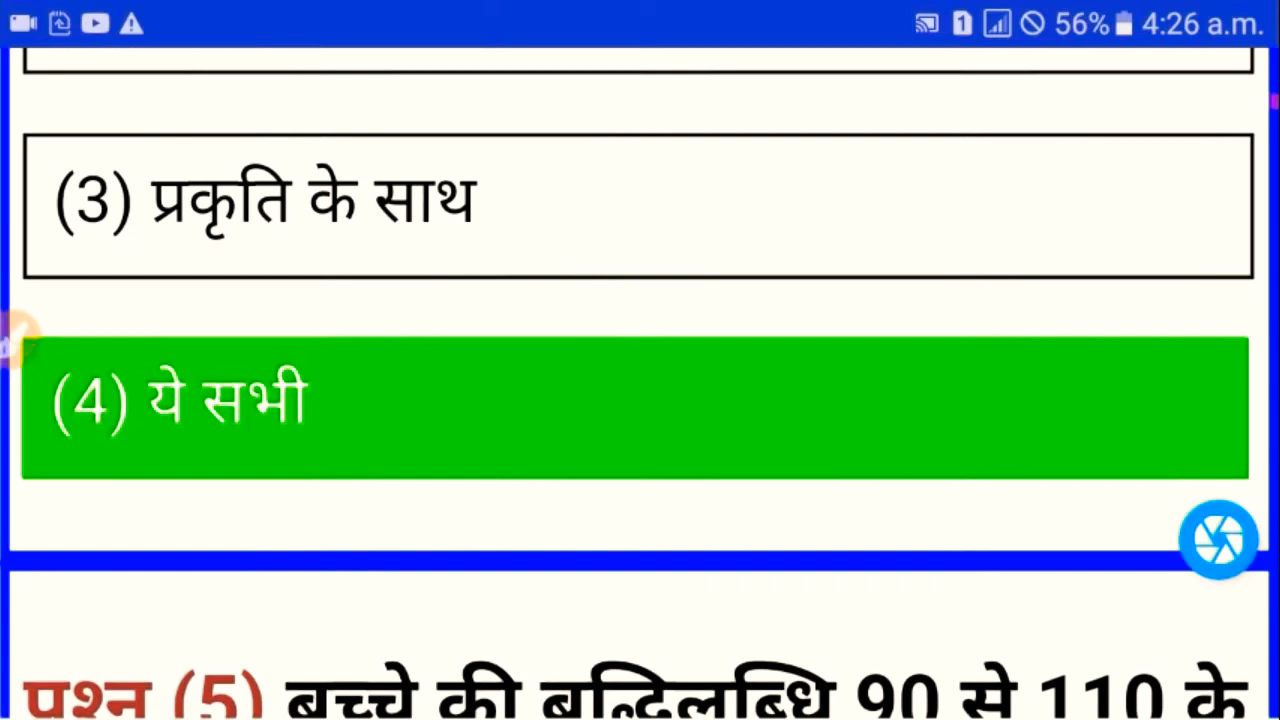 56% 4:26 a.m.
(3) प्रकृति के साथ
(4) ये सभी
प्रश्न (5) बच्चे की बुद्धिलब्धि 90 से 110 के